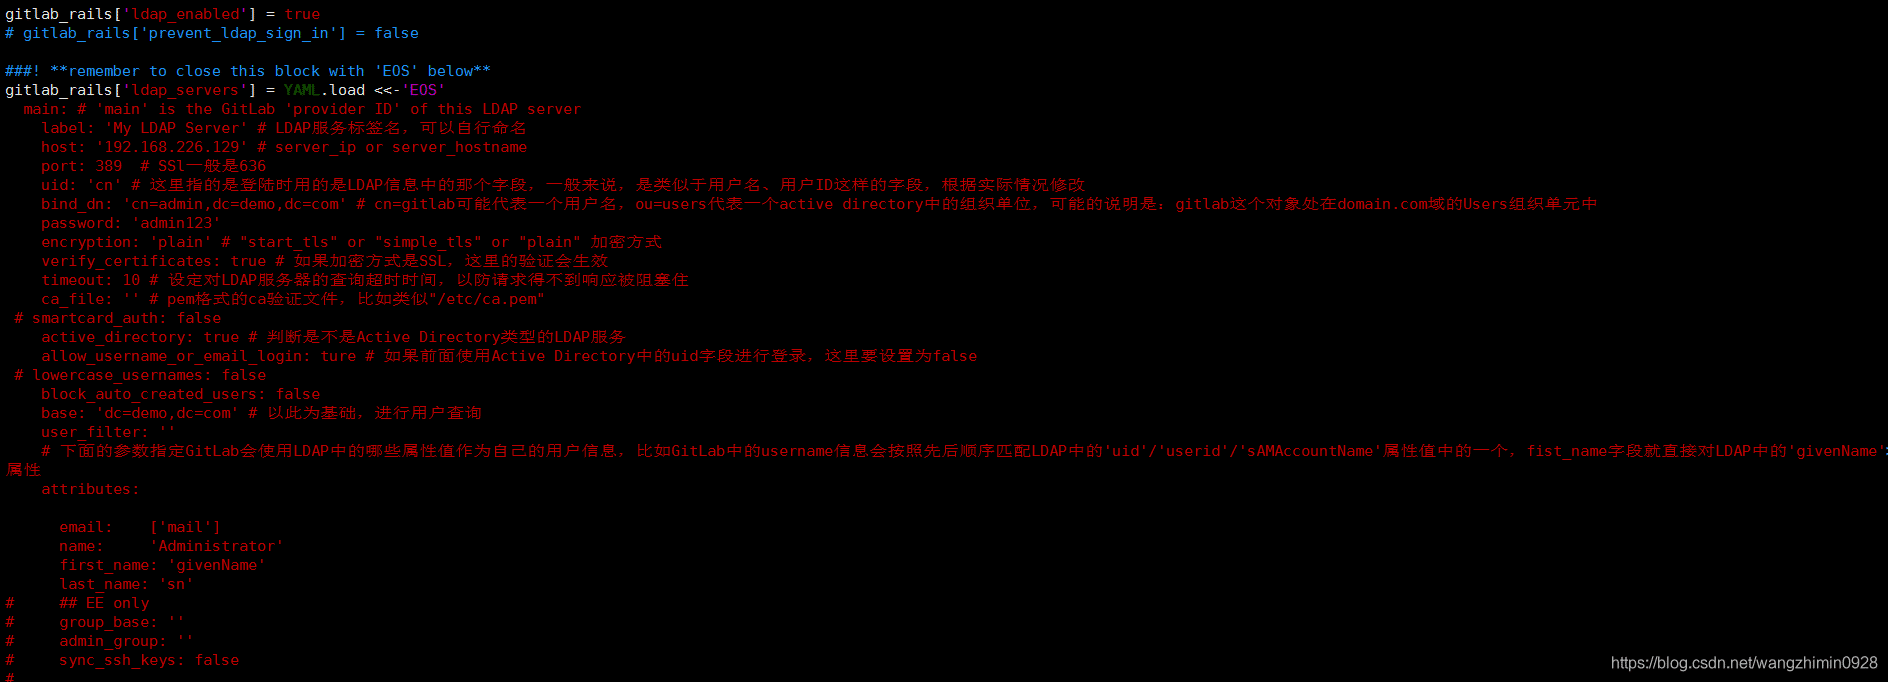 gitlab_rails['ldap_enabled'] = true
# gitlab_rails['prevent_ldap_sign_in'] = false
###! **remember to close this block with 'EOS' below**
gitlab_rails['ldap_servers'] = YAML.load <<-'EOS'
main: # 'main' is the GitLab 'provider ID' of this LDAP server
label: 'My LDAP Server' # LDAP服务标签名，可以自行命名
host: '192.168.226.129' # server_ip or server_hostname
port: 389  # SSl一般是636
uid: 'cn' # 这里指的是登陆时用的是LDAP信息中的那个字段，一般来说，是类似于用户名、用户ID这样的字段，根据实际情况修改
bind_dn: 'cn=admin,dc=demo,dc=com' # cn=gitlab可能代表一个用户名，ou=users代表一个active directory中的组织单位，可能的说明是：gitlab这个对象处在domain.com域的Users组织单元中
password: 'admin123'
encryption: 'plain' # "start_tls" or "simple_tls" or "plain" 加密方式
verify_certificates: true # 如果加密方式是SSL，这里的验证会生效
timeout: 10 # 设定对LDAP服务器的查询超时时间，以防请求得不到响应被阻塞住
ca_file: '' # pem格式的ca验证文件，比如类似"/etc/ca.pem"
# smartcard_auth: false
active_directory: true # 判断是不是Active Directory类型的LDAP服务
allow_username_or_email_login: ture # 如果前面使用Active Directory中的uid字段进行登录，这里要设置为false
# lowercase_usernames: false
block_auto_created_users: false
base: 'dc=demo,dc=com' # 以此为基础，进行用户查询
user_filter: ''
# 下面的参数指定GitLab会使用LDAP中的哪些属性值作为自己的用户信息，比如GitLab中的username信息会按照先后顺序匹配LDAP中的'uid'/'userid'/'sAMAccountName'属性值中的一个，fist_name字段就直接对LDAP中的'givenName'
属性
attributes:
email:    ['mail']
name:     'Administrator'
first_name: 'givenName'
last_name: 'sn'
#     ## EE only
#     group_base: ''
#     admin_group: ''
#     sync_ssh_keys: false
#
https://blog.csdn.net/wangzhimin0928